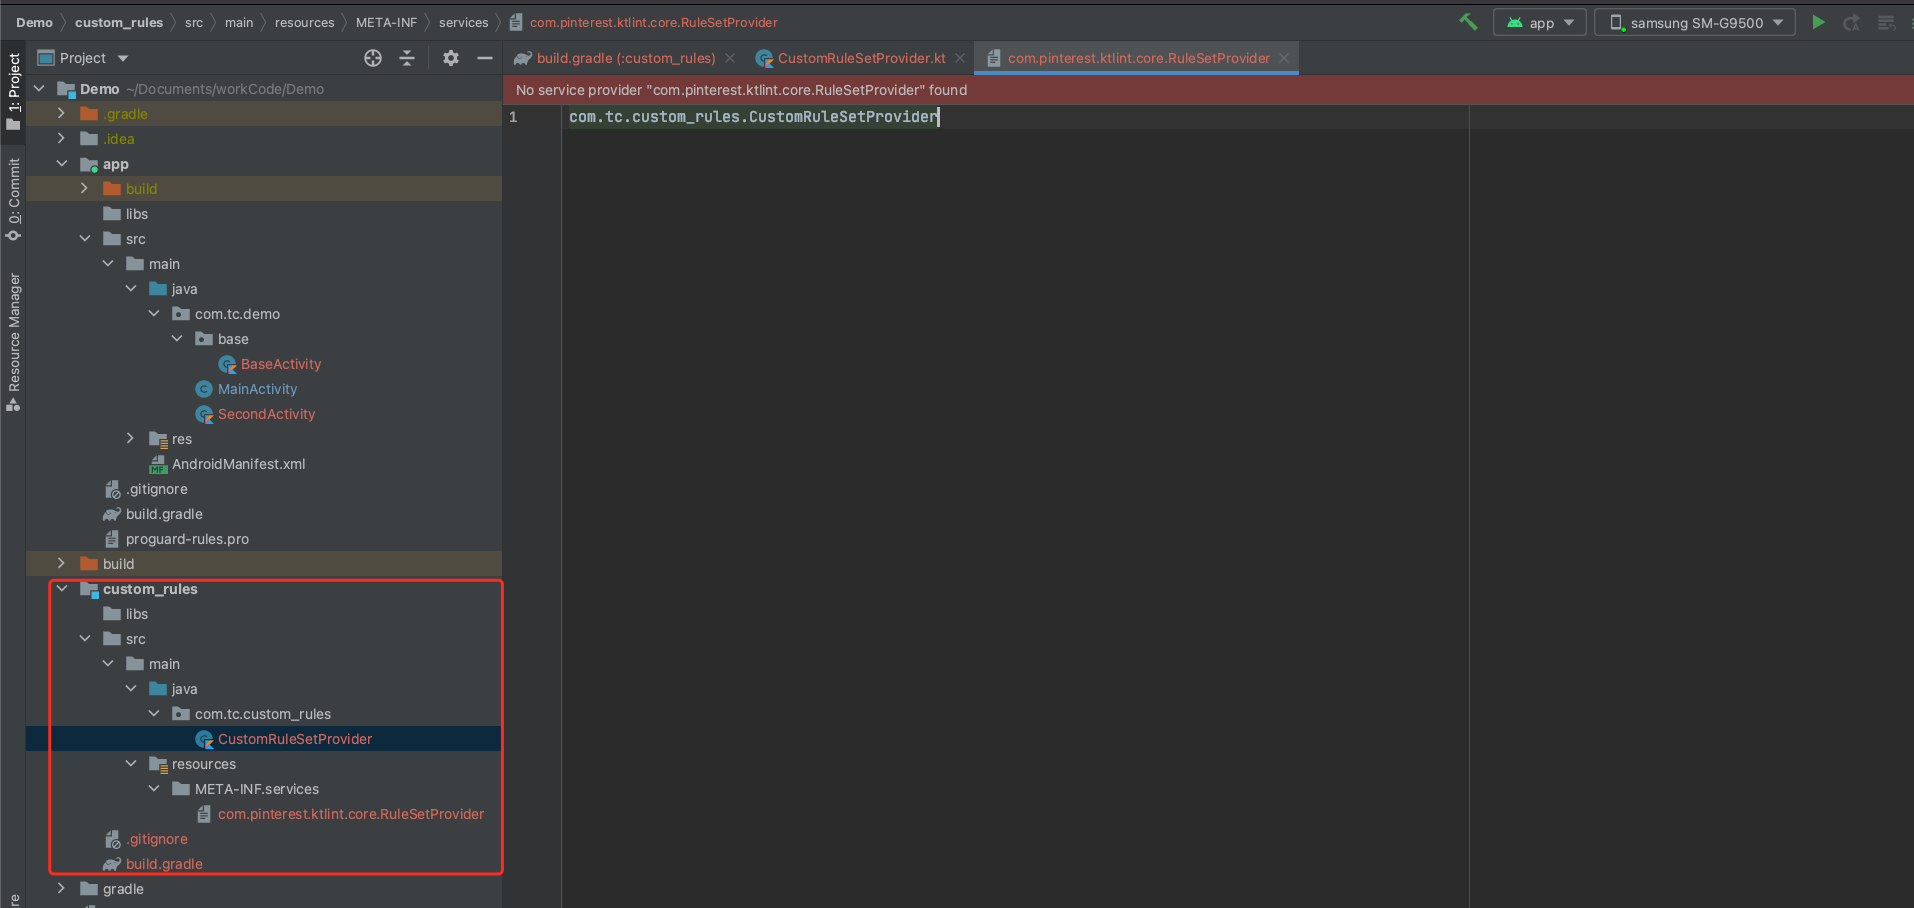 Demo custom_rules src main resources META-INF services com.pinterest.ktlint.core.RuleSetProvider app samsung SM-G9500
Project
build.gradle (:custom_rules) CustomRuleSetProvider.kt com.pinterest.ktlint.core.RuleSetProvider
1: Project
0: Commit
Resource Manager
Demo ~/Documents/workCode/Demo
.gradle
.idea
app
build
libs
src
main
java
com.tc.demo
base
BaseActivity
MainActivity
SecondActivity
res
AndroidManifest.xml
.gitignore
build.gradle
proguard-rules.pro
build
custom_rules
libs
src
main
java
com.tc.custom_rules
CustomRuleSetProvider
resources
META-INF.services
com.pinterest.ktlint.core.RuleSetProvider
.gitignore
build.gradle
gradle
No service provider "com.pinterest.ktlint.core.RuleSetProvider" found
1 com.tc.custom_rules.CustomRuleSetProvider